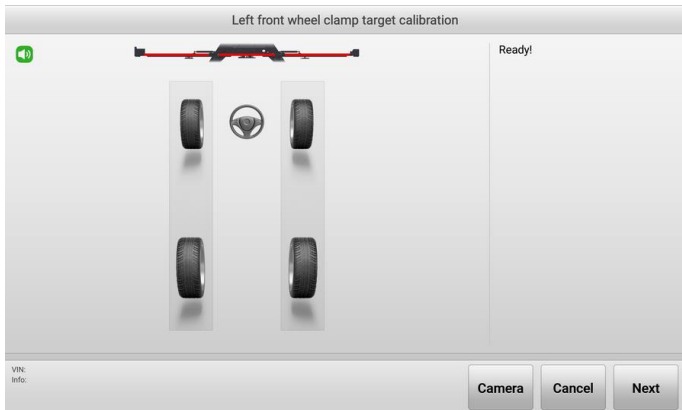 Left front wheel clamp target calibration
Ready!
VIN:
Info:
Camera
Cancel
Next